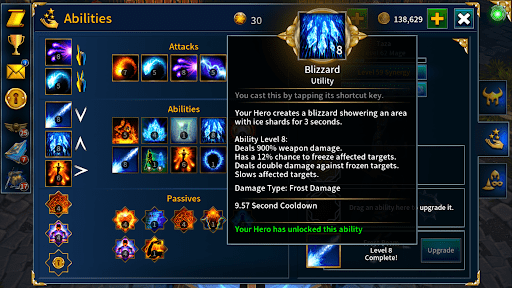 Abilities
30
138,629
Attacks
Abilities
Passives
8
Blizzard
Utility
You cast this by tapping its shortcut key.
Your Hero creates a blizzard showering an area
with ice shards for 3 seconds.
Ability Level 8:
Deals 900% weapon damage.
Has a 12% chance to freeze affected targets.
Deals double damage against frozen targets.
Slows affected targets.
Damage Type: Frost Damage
9.57 Second Cooldown
Your Hero has unlocked this ability
Drag an ability here to upgrade it.
Level 8
Complete!
Upgrade